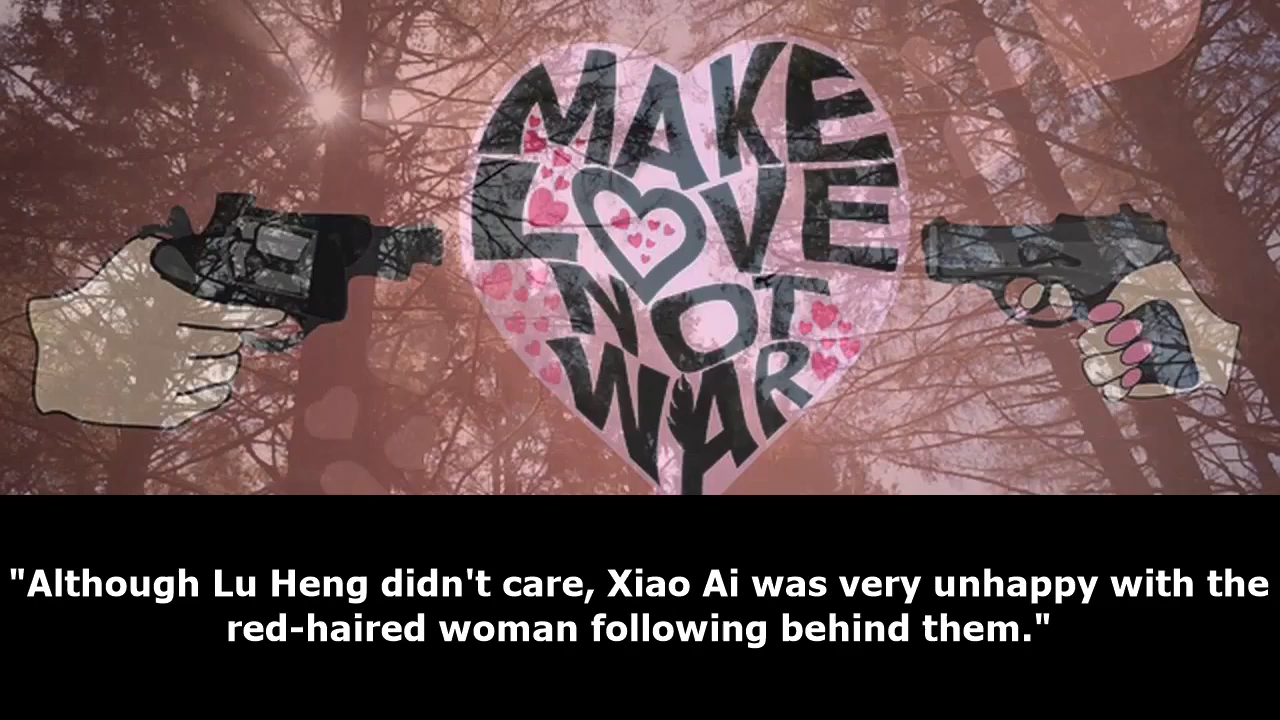 MAKE
LOVE
NOT
WAR
"Although Lu Heng didn't care, Xiao Ai was very unhappy with the
red-haired woman following behind them."